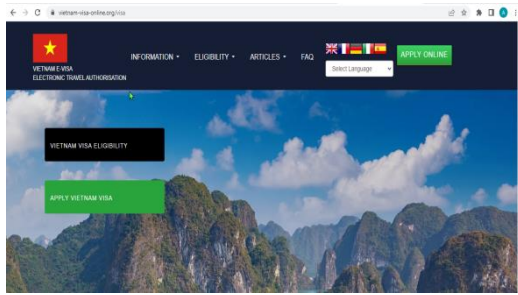 vietnam-visa-online.org/visa
INFORMATION
ELIGIBILITY
ARTICLES
FAQ
APPLY ONLINE
Select Language
VIETNAM E-VISA
ELECTRONIC TRAVEL AUTHORISATION
VIETNAM VISA ELIGIBILITY
APPLY VIETNAM VISA